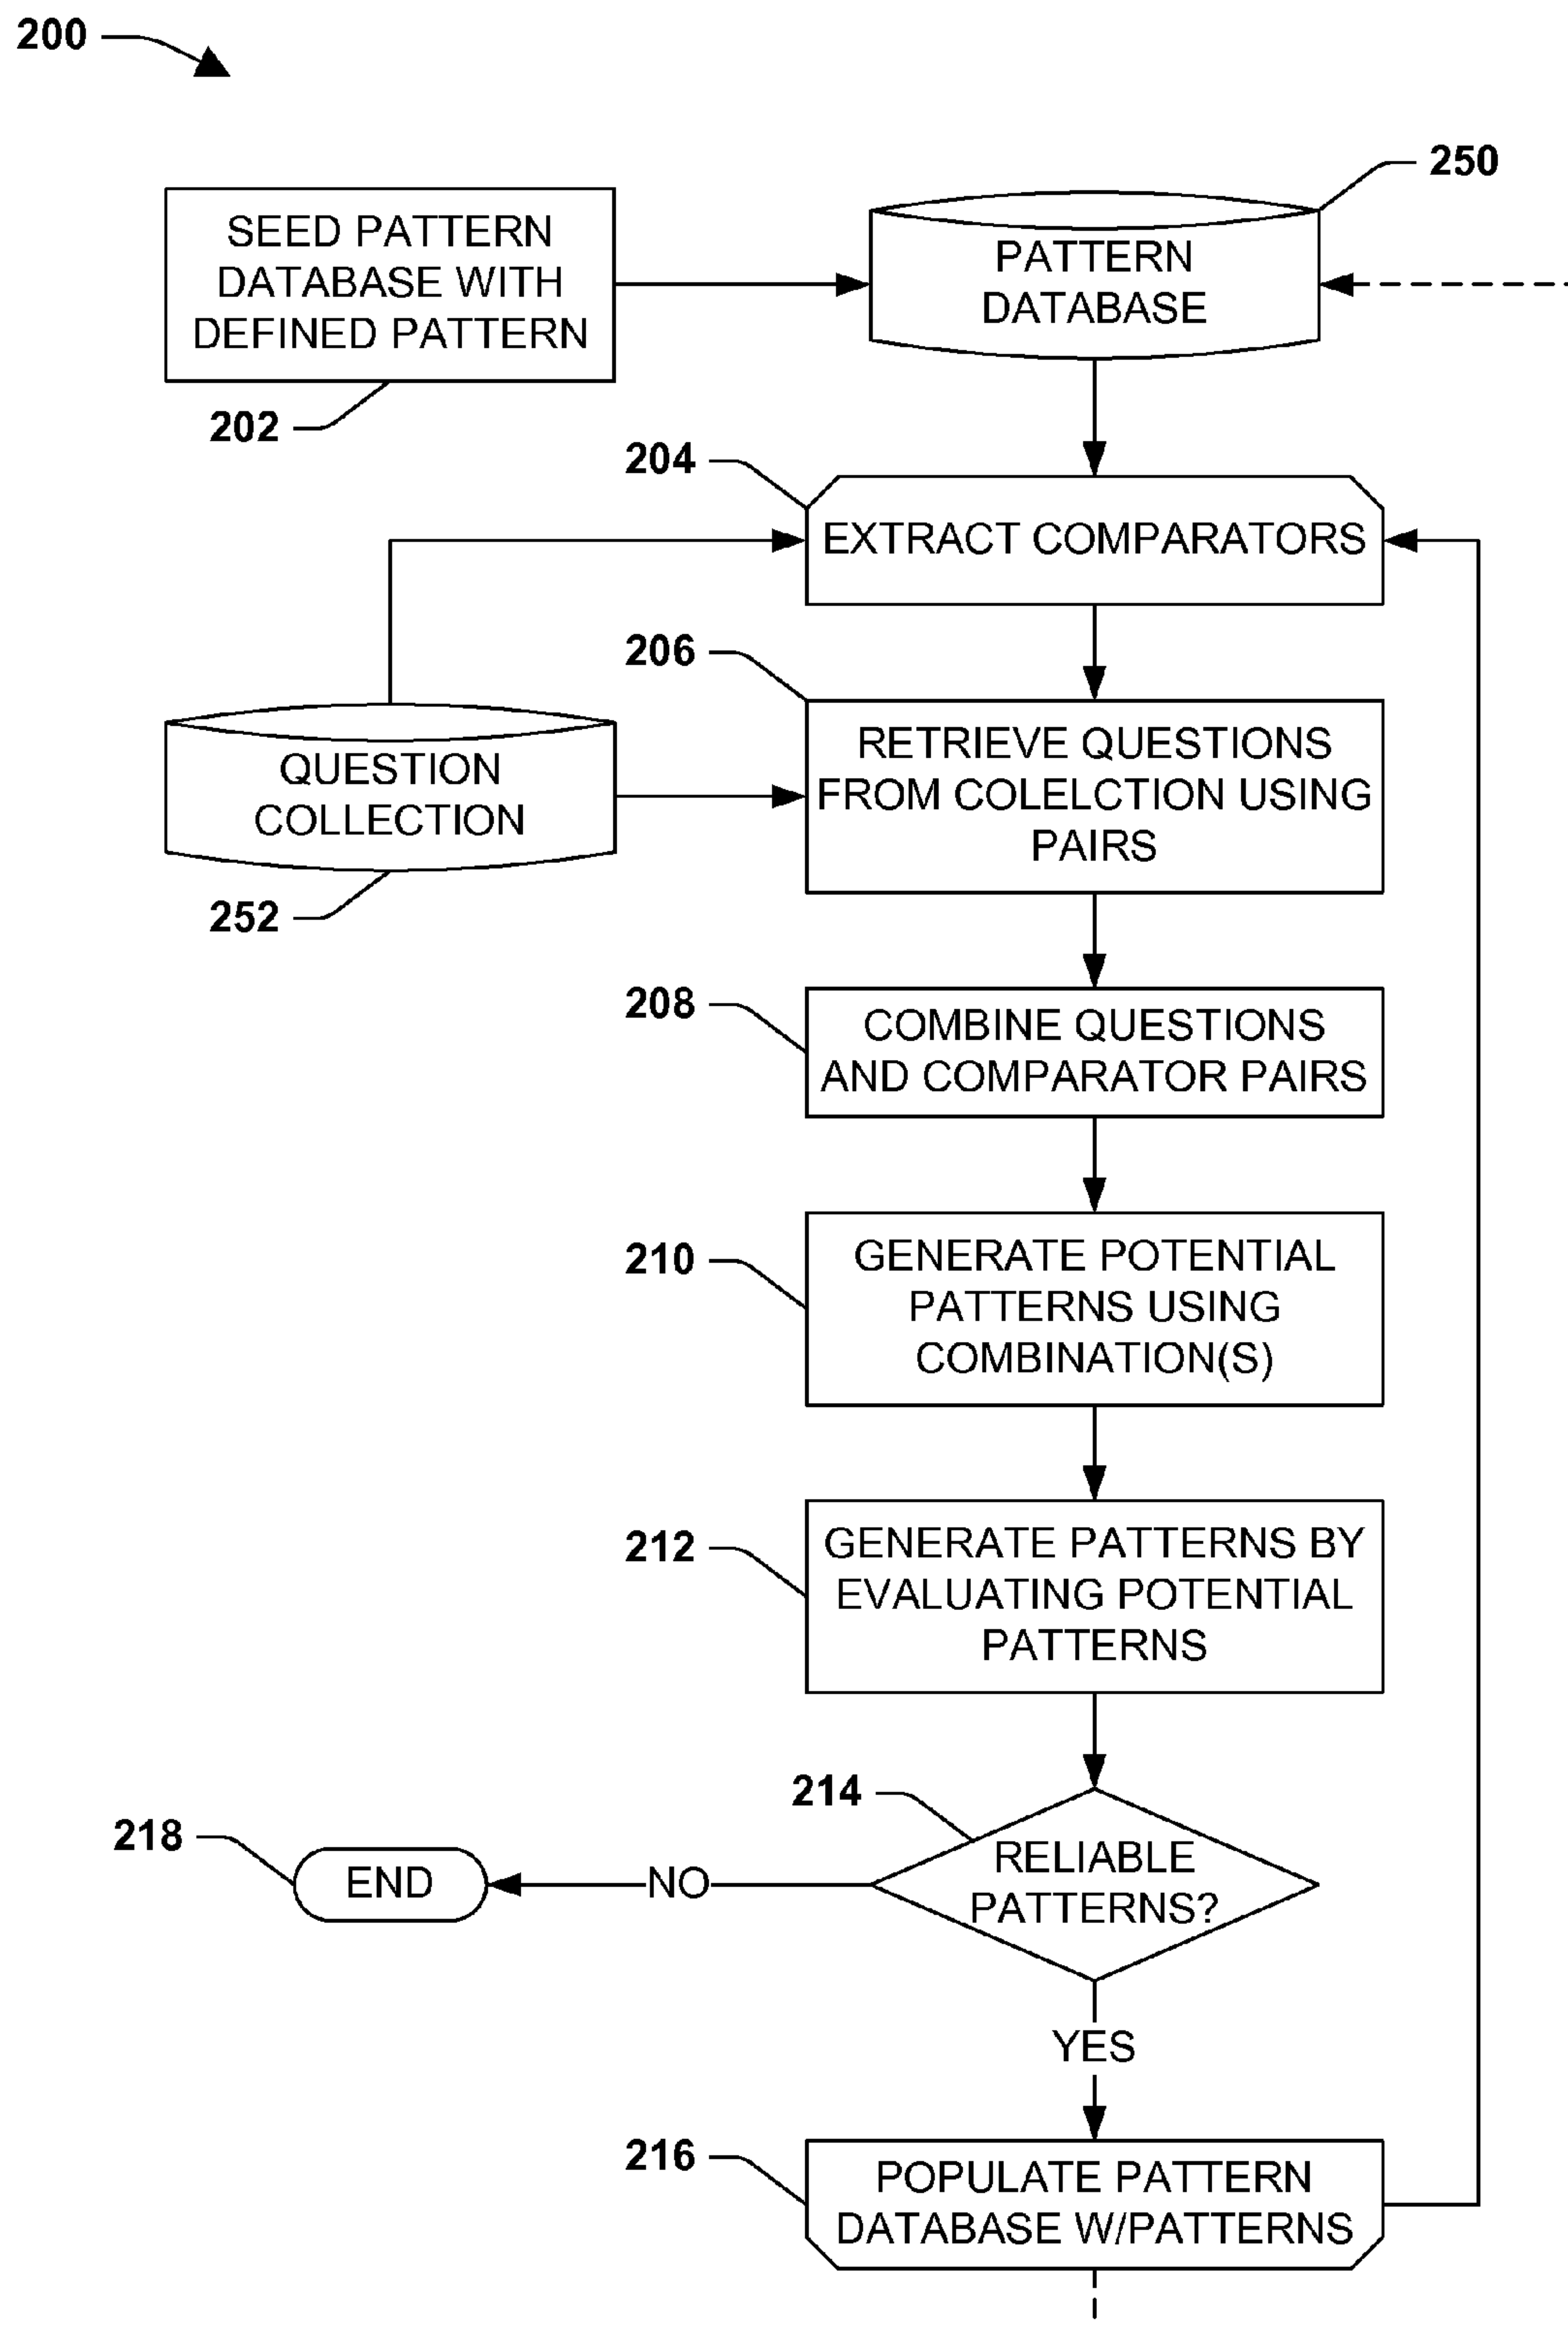 200
250
SEED PATTERN
DATABASE WITH
DEFINED PATTERN
PATTERN
DATABASE
202
204
EXTRACT COMPARATORS
206
RETRIEVE QUESTIONS
FROM COLELCTION USING
PAIRS
QUESTION
COLLECTION
252
208
COMBINE QUESTIONS
AND COMPARATOR PAIRS
210
GENERATE POTENTIAL
PATTERNS USING
COMBINATION(S)
212
GENERATE PATTERNS BY
EVALUATING POTENTIAL
PATTERNS
214
RELIABLE
PATTERNS?
218
END
NO
YES
216
POPULATE PATTERN
DATABASE W/PATTERNS